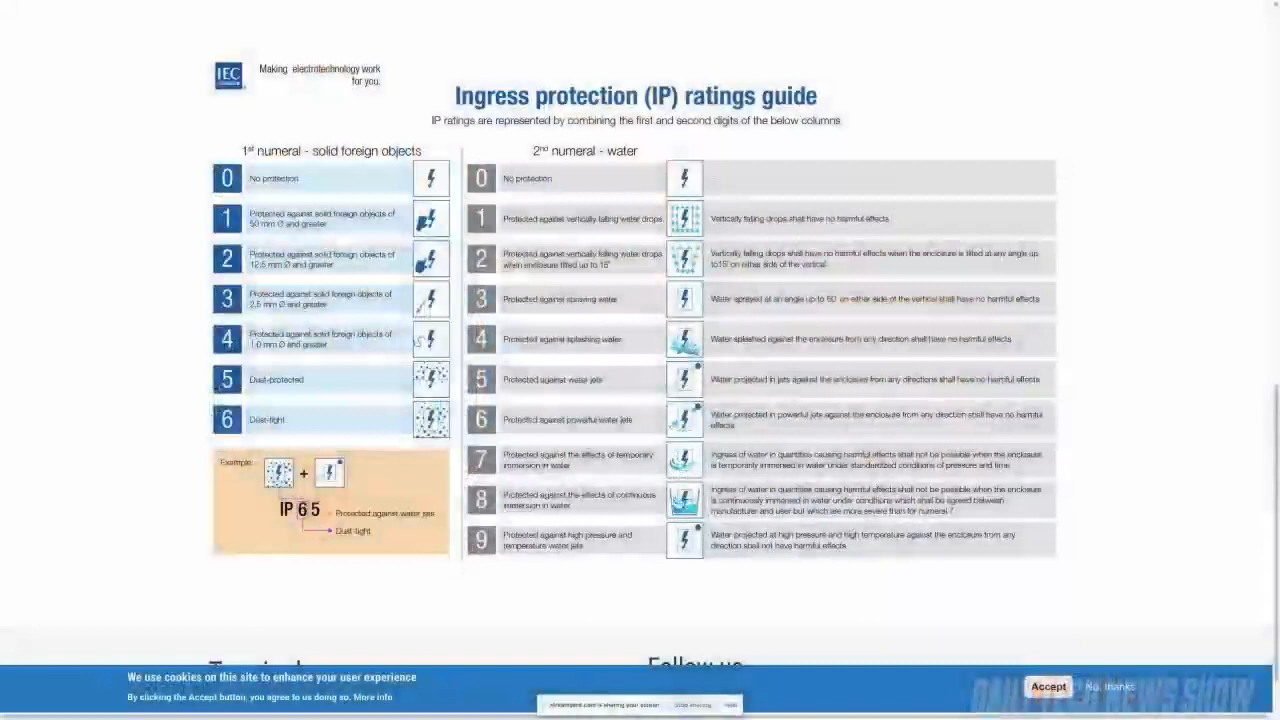 IEC
Making electrotechnology work
for you.
Ingress protection (IP) ratings guide
IP ratings are represented by combining the first and second digits of the below columns
1st numeral - solid foreign objects
0
No protection
1
Protected against solid foreign objects of
50 mm Ø and greater
2
Protected against solid foreign objects of
12.5 mm Ø and greater
3
Protected against solid foreign objects of
2.5 mm Ø and greater
4
Protected against solid foreign objects of
1.0 mm Ø and greater
5
Dust-protected
6
Dust-tight
Example:
+
IP 6 5
Protected against water jets
Dust-tight
2nd numeral - water
0
No protection
1
Protected against vertically falling water drops
Vertically falling drops shall have no harmful effects
2
Protected against vertically falling water drops
when enclosure tilted up to 15°
Vertically falling drops shall have no harmful effects when the enclosure is tilted at any angle up
to 15° on either side of the vertical
3
Protected against spraying water
Water sprayed at an angle up to 60° on either side of the vertical shall have no harmful effects
4
Protected against splashing water
Water splashed against the enclosure from any direction shall have no harmful effects
5
Protected against water jets
Water projected in jets against the enclosure from any directions shall have no harmful effects
6
Protected against powerful water jets
Water protected in powerful jets against the enclosure from any direction shall have no harmful
effects
7
Protected against the effects of temporary
immersion in water
Ingress of water in quantities causing harmful effects shall not be possible when the enclosure
is temporarily immersed in water under standardized conditions of pressure and time
8
Protected against the effects of continuous
immersion in water
Ingress of water in quantities causing harmful effects shall not be possible when the enclosure
is continuously immersed in water under conditions which shall be agreed between
manufacturer and user but which are more severe than for numeral 7
9
Protected against high pressure and
temperature water jets
Water projected at high pressure and high temperature against the enclosure from any
direction shall not have harmful effects
Follow us
We use cookies on this site to enhance your user experience
By clicking the Accept button, you agree to us doing so. More info
Accept
No, thanks
is sharing your screen
Stop sharing
Hide
SHOW